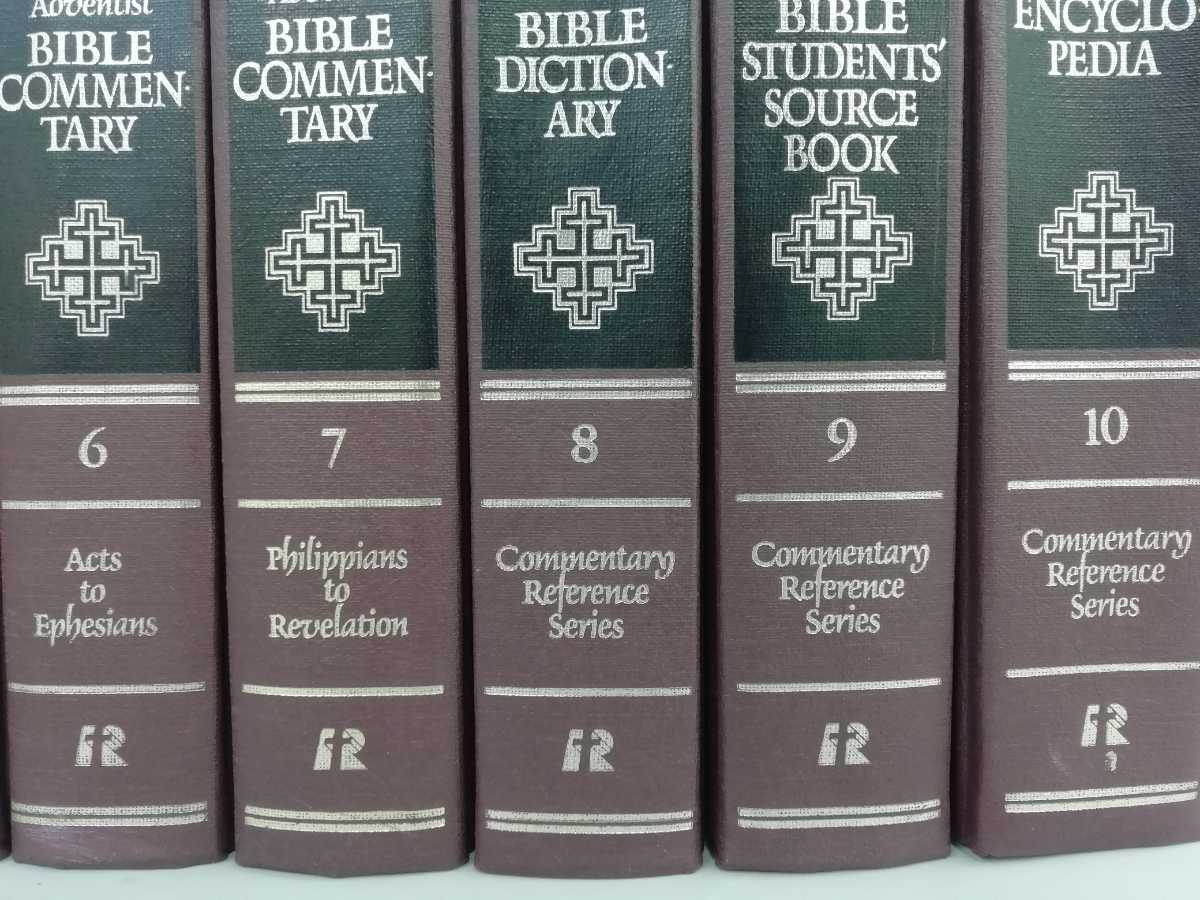 Adventist
BIBLE
COMMEN-
TARY
6
Acts
to
Ephesians
BIBLE
COMMEN-
TARY
7
Philippians
to
Revelation
BIBLE
DICTION-
ARY
8
Commentary
Reference
Series
BIBLE
STUDENTS'
SOURCE
BOOK
9
Commentary
Reference
Series
ENCYCLO
PEDIA
10
Commentary
Reference
Series